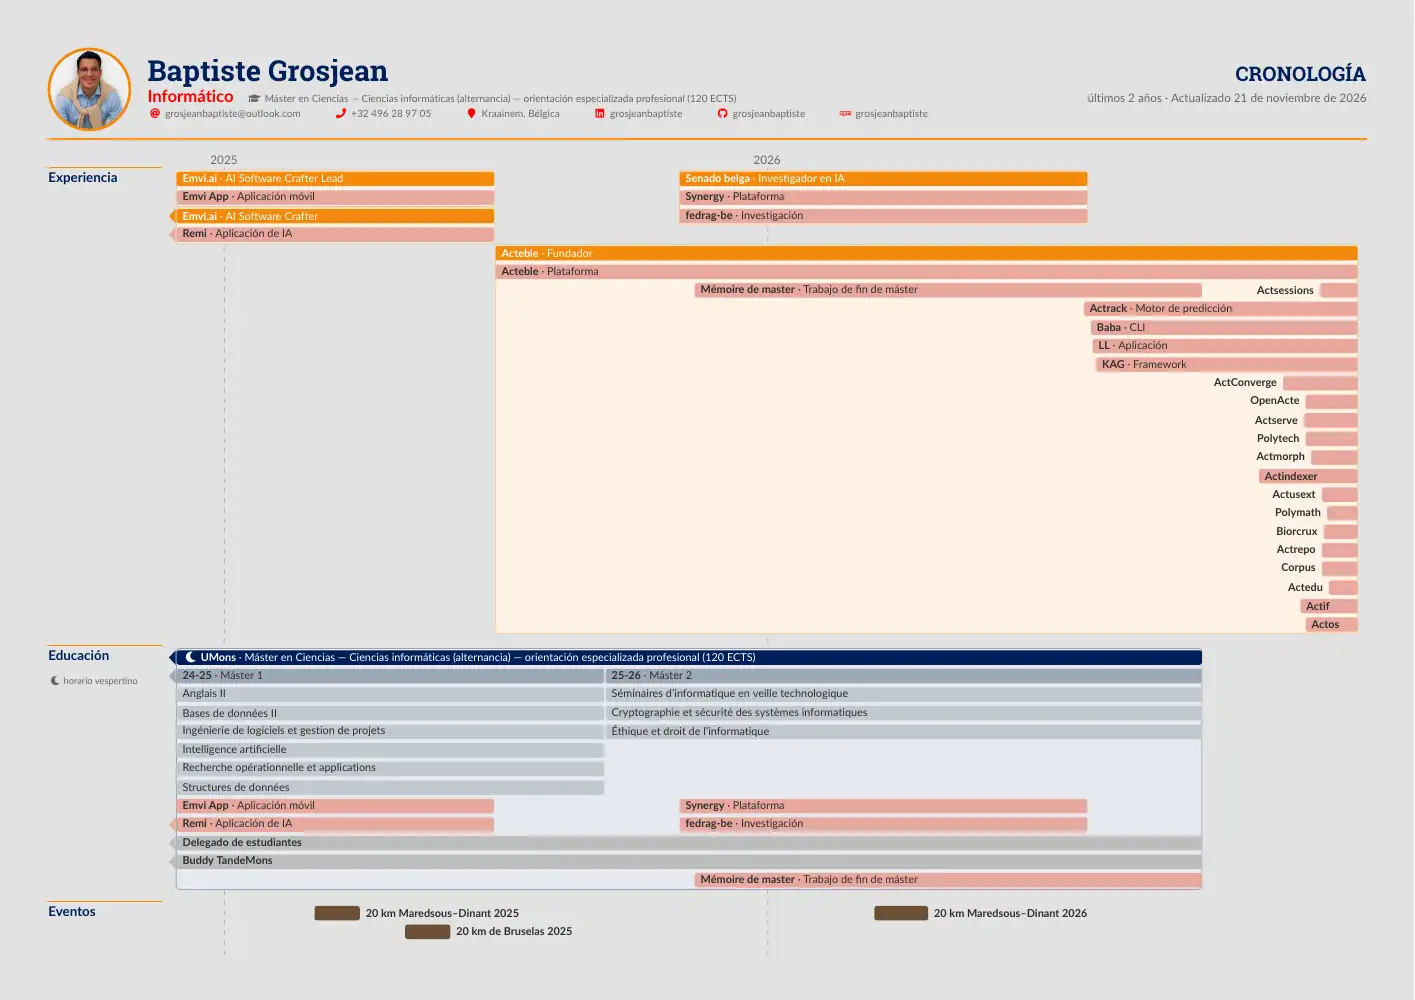 Baptiste Grosjean
CRONOLOGÍA
Informático Máster en Ciencias — Ciencias informáticas (alternancia) — orientación especializada profesional (120 ECTS)
últimos 2 años · Actualizado 21 de noviembre de 2026
grosjeanbaptiste@outlook.com +32 496 28 97 05 Kraainem, Bélgica grosjeanbaptiste grosjeanbaptiste grosjeanbaptiste
2025 2026
Experiencia
Emvi.ai · AI Software Crafter Lead
Senado belga · Investigador en IA
Emvi App · Aplicación móvil
Synergy · Plataforma
Emvi.ai · AI Software Crafter
fedrag-be · Investigación
Remi · Aplicación de IA
Acteble · Fundador
Acteble · Plataforma
Mémoire de master · Trabajo de fin de máster
Actsessions
Actrack · Motor de predicción
Baba · CLI
LL · Aplicación
KAG · Framework
ActConverge
OpenActe
Actserve
Polytech
Actmorph
Actindexer
Actusext
Polymath
Biorcrux
Actrepo
Corpus
Actedu
Actif
Actos
Educación
horario vespertino
UMons · Máster en Ciencias — Ciencias informáticas (alternancia) — orientación especializada profesional (120 ECTS)
24-25 · Máster 1
25-26 · Máster 2
Anglais II
Séminaires d'informatique en veille technologique
Bases de données II
Cryptographie et sécurité des systèmes informatiques
Ingénierie de logiciels et gestion de projets
Éthique et droit de l'informatique
Intelligence artificielle
Recherche opérationnelle et applications
Structures de données
Emvi App · Aplicación móvil
Synergy · Plataforma
Remi · Aplicación de IA
fedrag-be · Investigación
Delegado de estudiantes
Buddy TandeMons
Mémoire de master · Trabajo de fin de máster
Eventos
20 km Maredsous–Dinant 2025
20 km Maredsous–Dinant 2026
20 km de Bruselas 2025